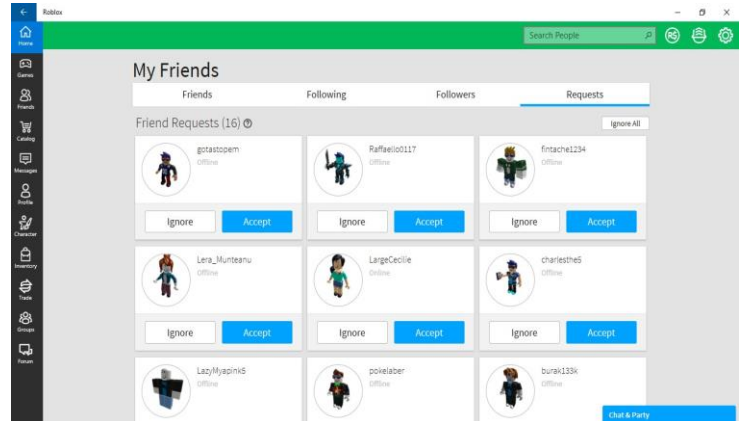 Roblox
Search People
Home
Games
Friends
Catalog
Messages
Profile
Character
Inventory
Trade
Groups
Forum
My Friends
Friends Following Followers Requests
Friend Requests (16)
Ignore All
gotastopem
Offline
Raffaello0117
Offline
fintache1234
Offline
Ignore Accept Ignore Accept Ignore Accept
Lera_Munteanu
Offline
LargeCecilie
Online
charlesthe5
Offline
Ignore Accept Ignore Accept Ignore Accept
LazyMyapink5
Offline
pokelaber
Offline
burak133k
Offline
Chat & Party